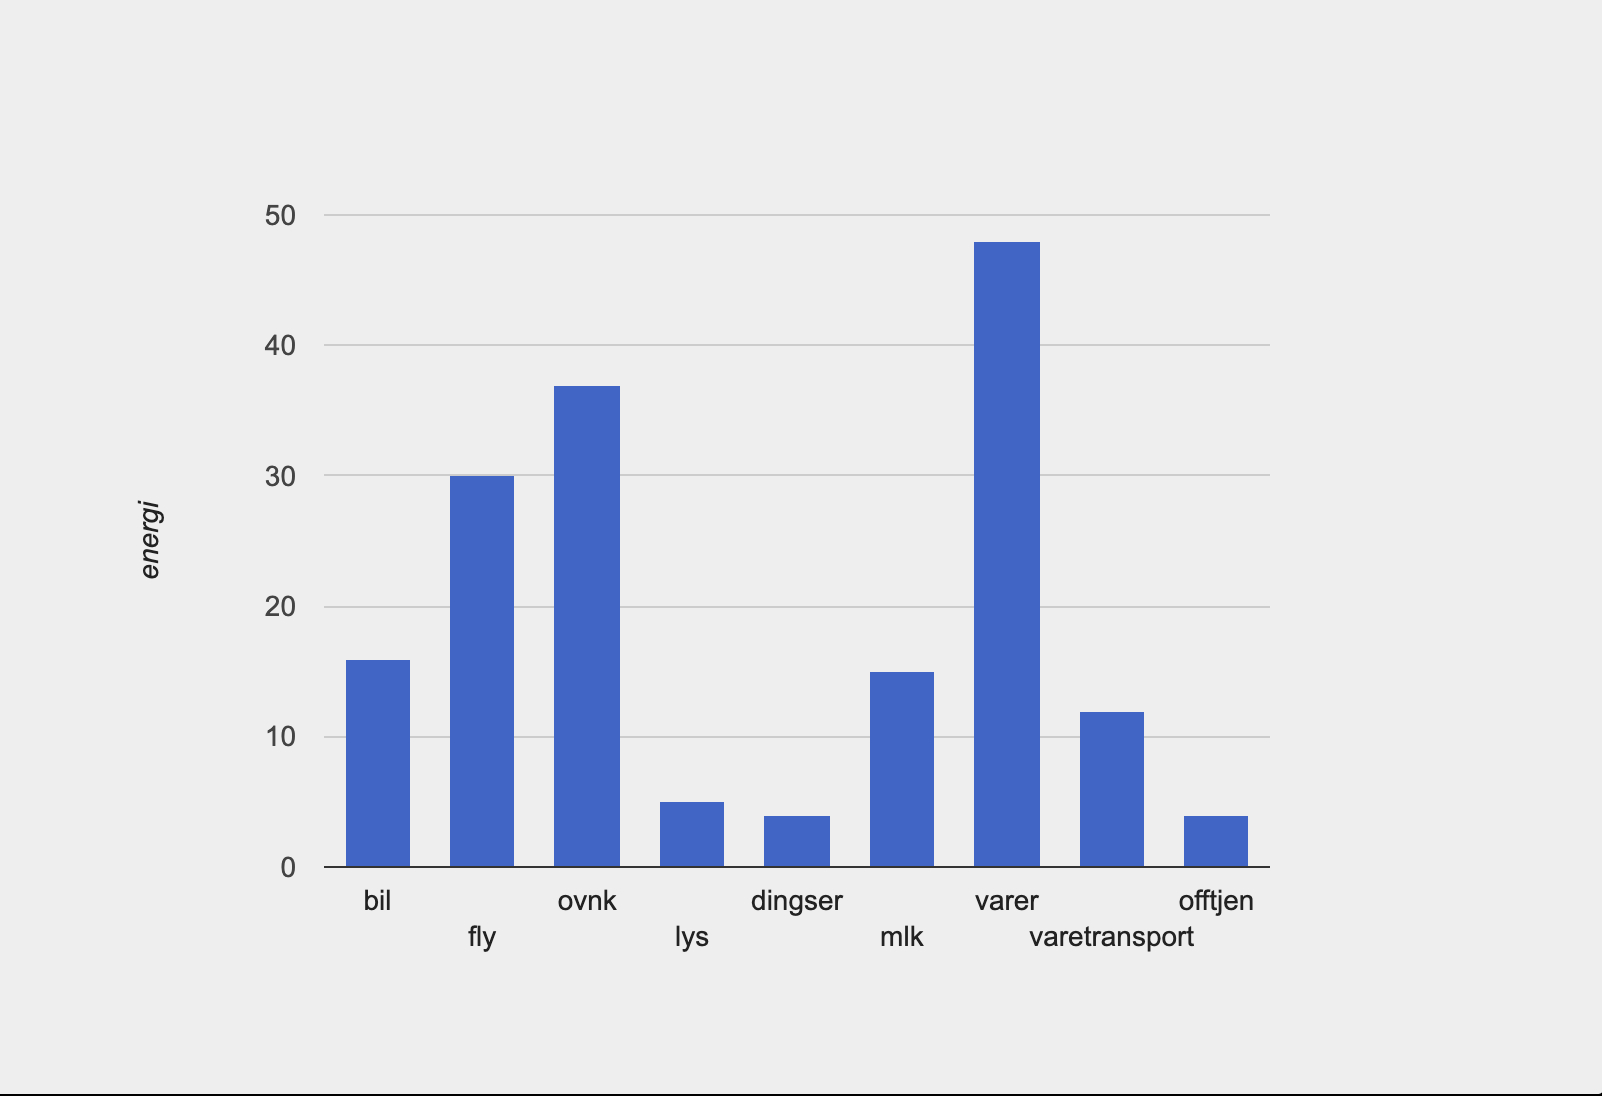 energi
50
40
30
20
10
0
bil
fly
ovnk
lys
dingser
mlk
varer
varetransport
offtjen